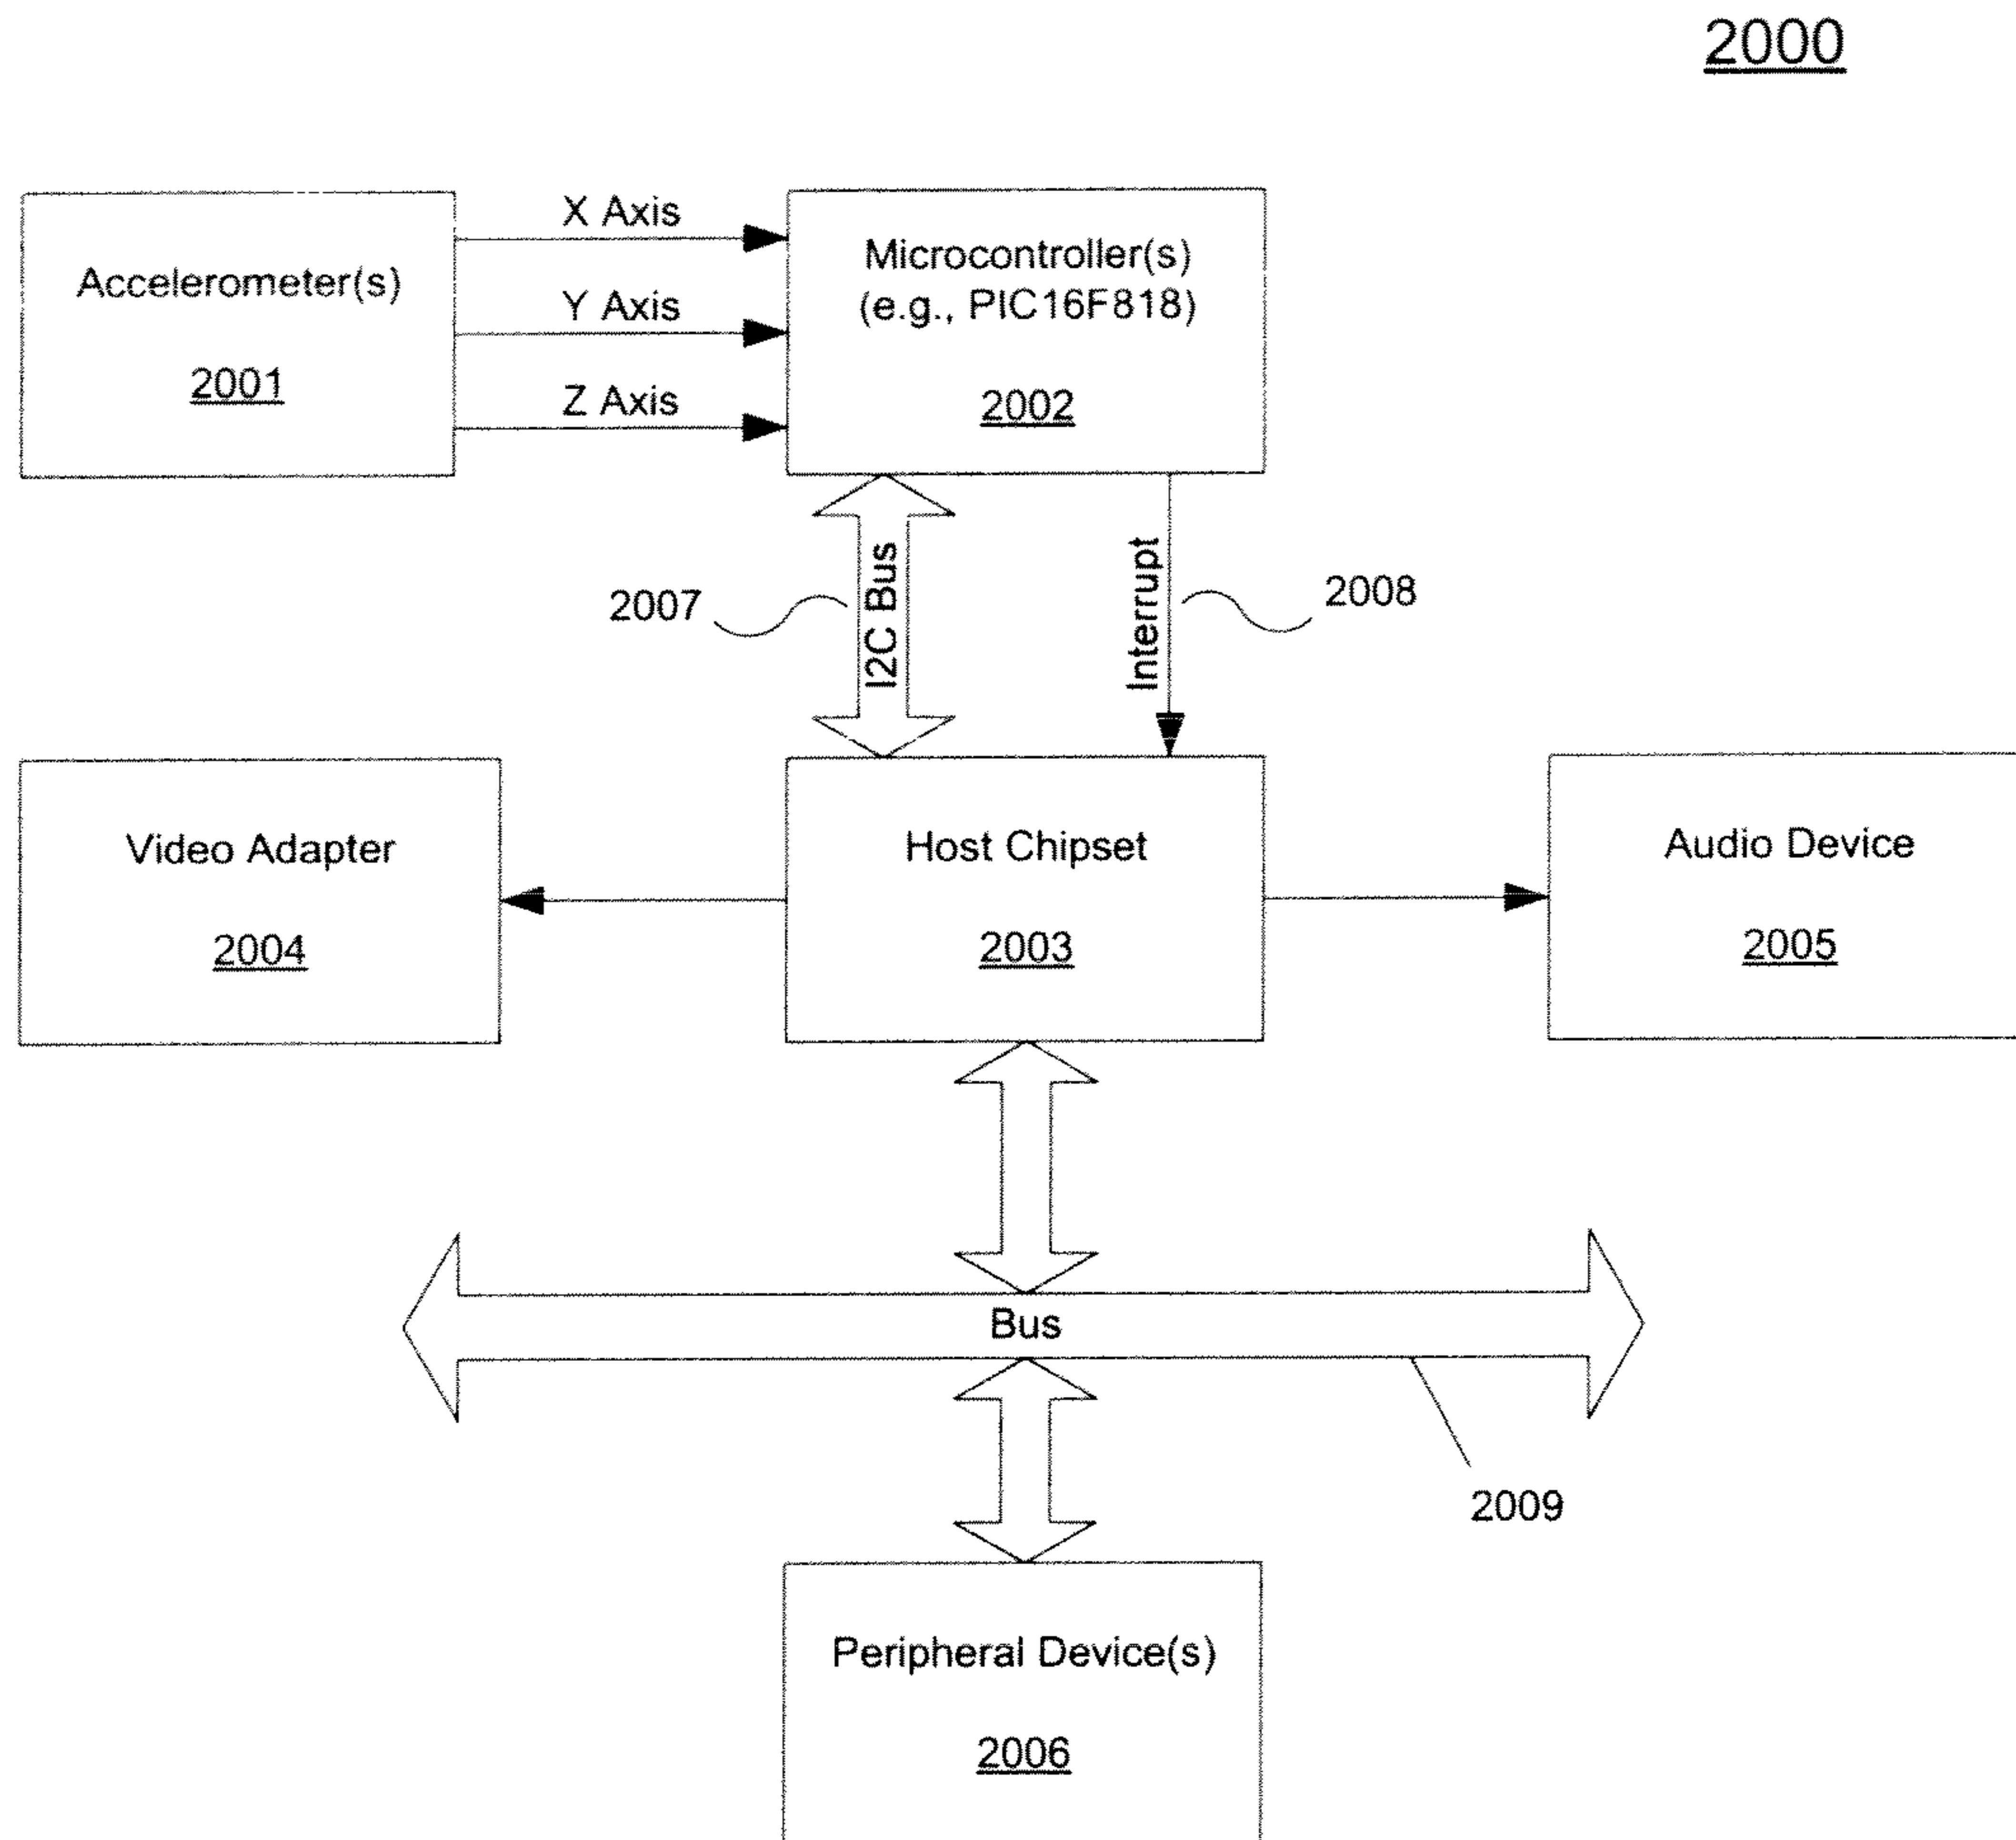 2000
Accelerometer(s)
2001
X Axis
Y Axis
Z Axis
Microcontroller(s)
(e.g., PIC16F818)
2002
2007
I2C Bus
Interrupt
2008
Video Adapter
2004
Host Chipset
2003
Audio Device
2005
Bus
2009
Peripheral Device(s)
2006